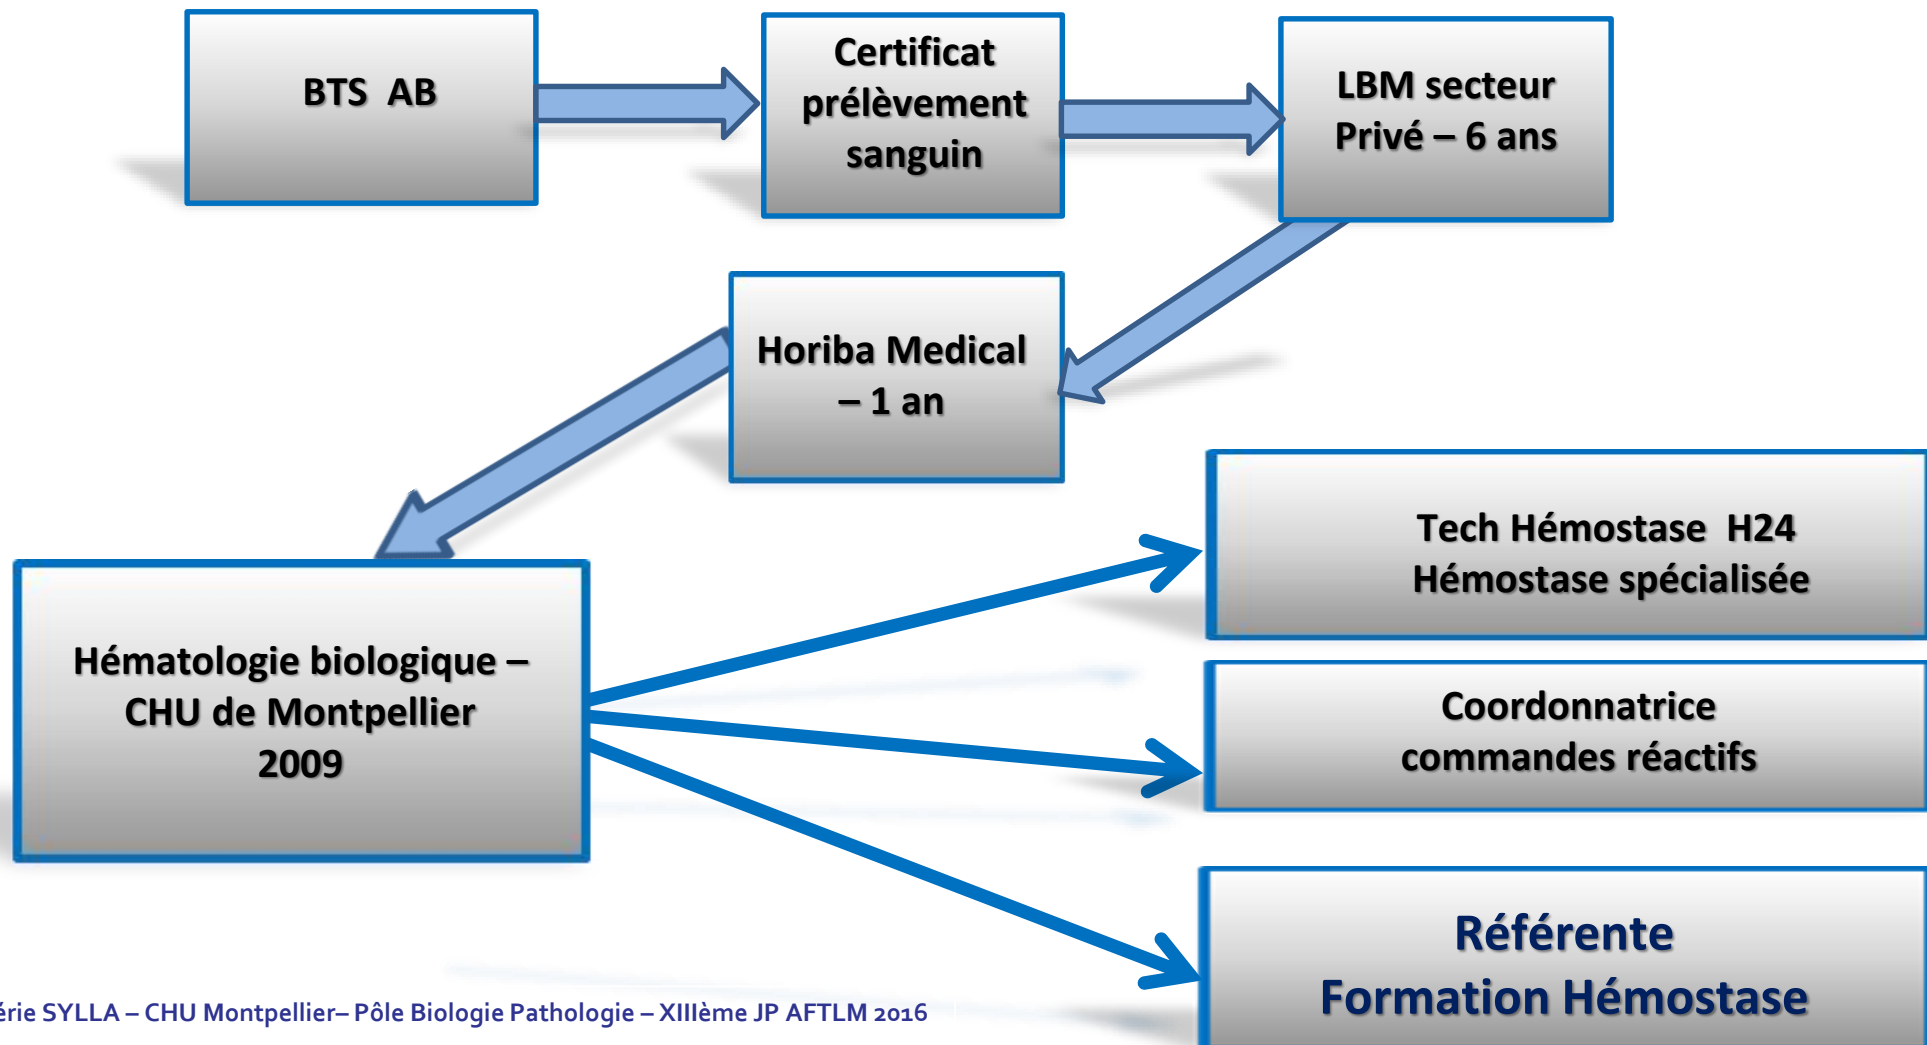 BTS AB
Certificat
prélèvement
sanguin
LBM secteur
Privé – 6 ans
Horiba Medical
– 1 an
Hématologie biologique –
CHU de Montpellier
2009
Tech Hémostase H24
Hémostase spécialisée
Coordonnatrice
commandes réactifs
Référente
Formation Hémostase
SYLLA – CHU Montpellier– Pôle Biologie Pathologie – XIIIème JP AFTLM 2016